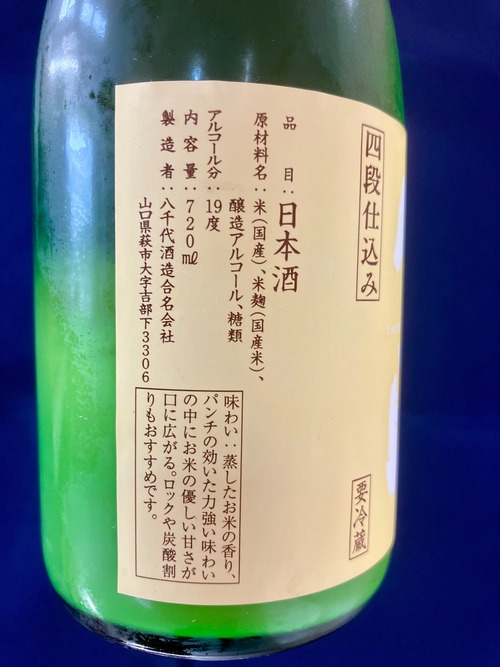 四段仕込み
要冷蔵
品目：日本酒
原材料名：米(国産)、米麹(国産米)、
醸造アルコール、糖類
アルコール分：19度
内容量：720㎖
製造者：八千代酒造合名会社
山口県萩市大字吉部下3306
味わい：蒸したお米の香り、
パンチの効いた力強い味わい
の中にお米の優しい甘さが
口に広がる。ロックや炭酸割
りもおすすめです。